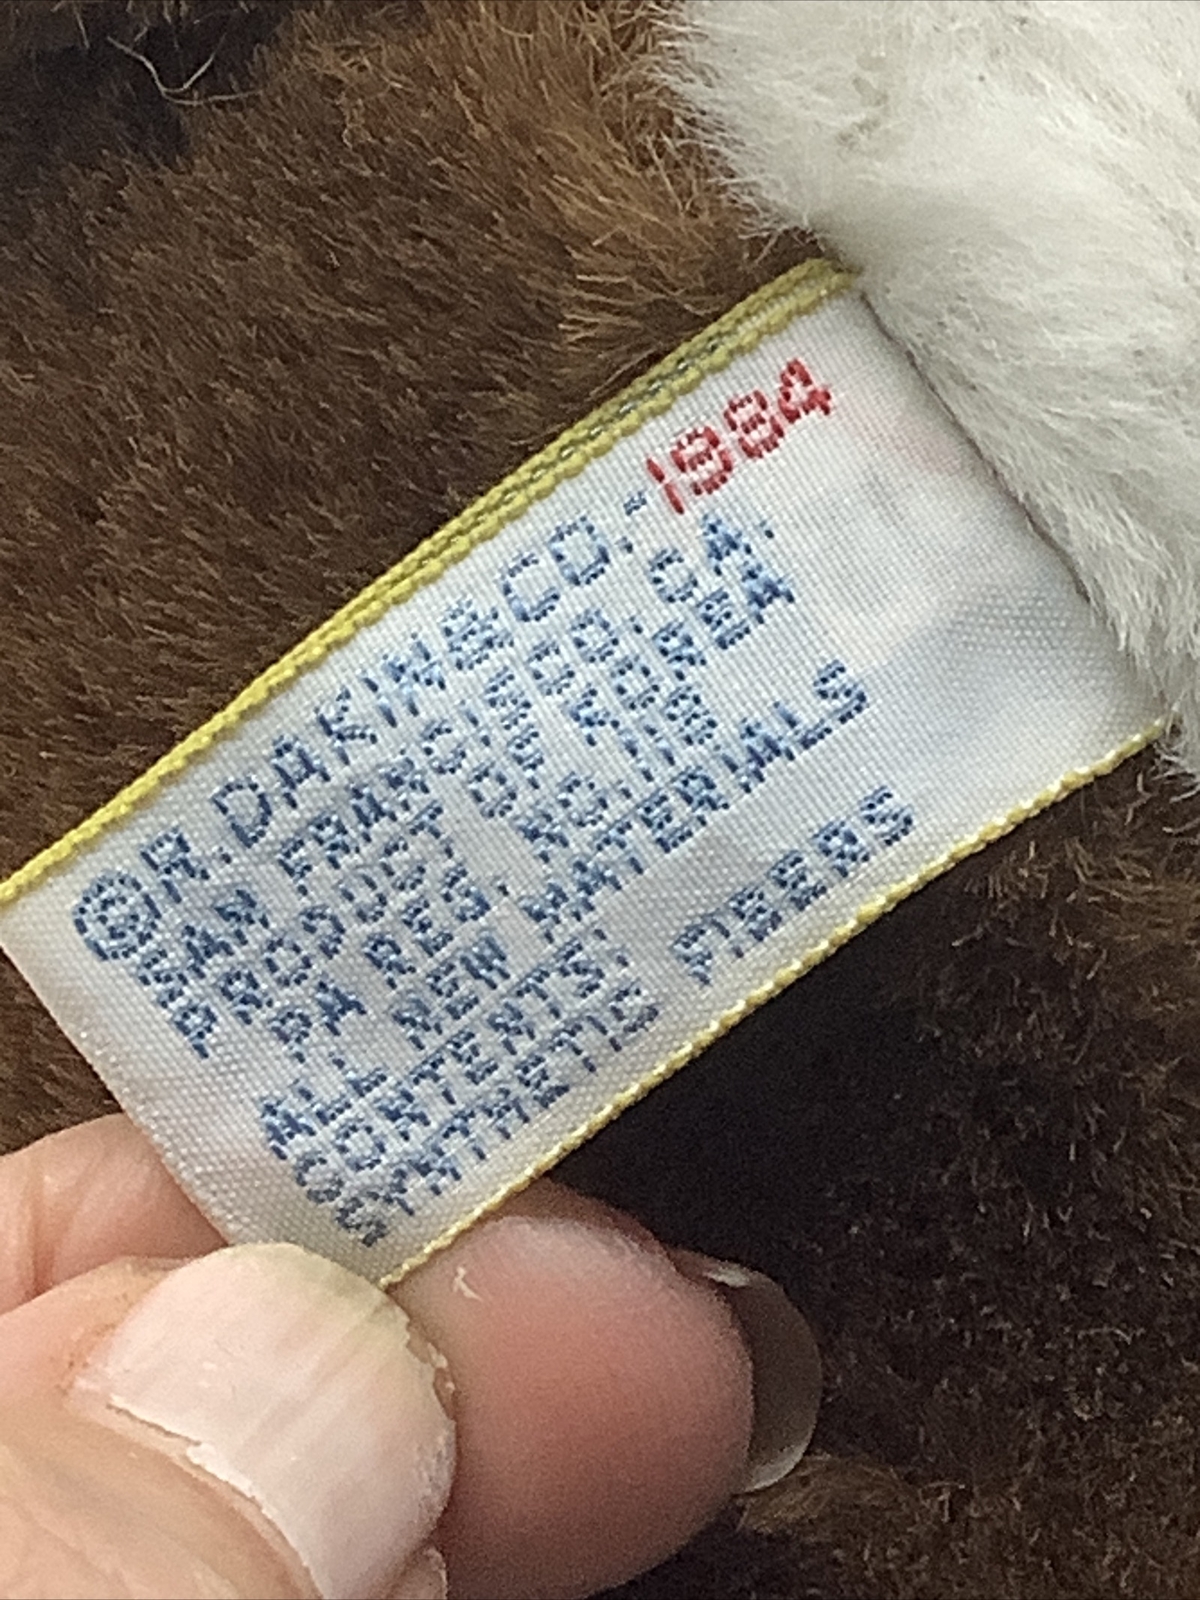 ©R.DAKIN&CO.-1984
SAN FRANCISCO, CA.
PRODUCT OF KOREA
PA REG. NO. 118
ALL NEW MATERIALS
CONTENTS:
SYNTHETIC FIBERS